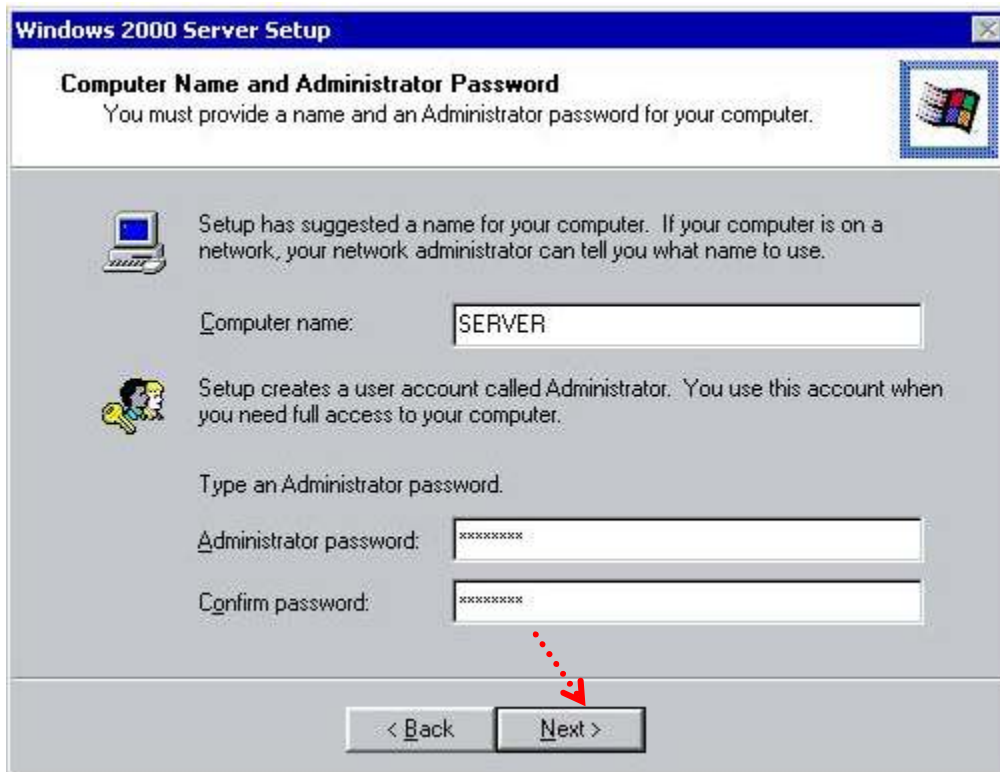 Windows 2000 Server Setup
Computer Name and Administrator Password
You must provide a name and an Administrator password for your computer.
Setup has suggested a name for your computer. If your computer is on a
network, your network administrator can tell you what name to use.
Computer name:
SERVER
Setup creates a user account called Administrator. You use this account when
you need full access to your computer.
Type an Administrator password.
Administrator password:
********
Confirm password:
********
< Back
Next >